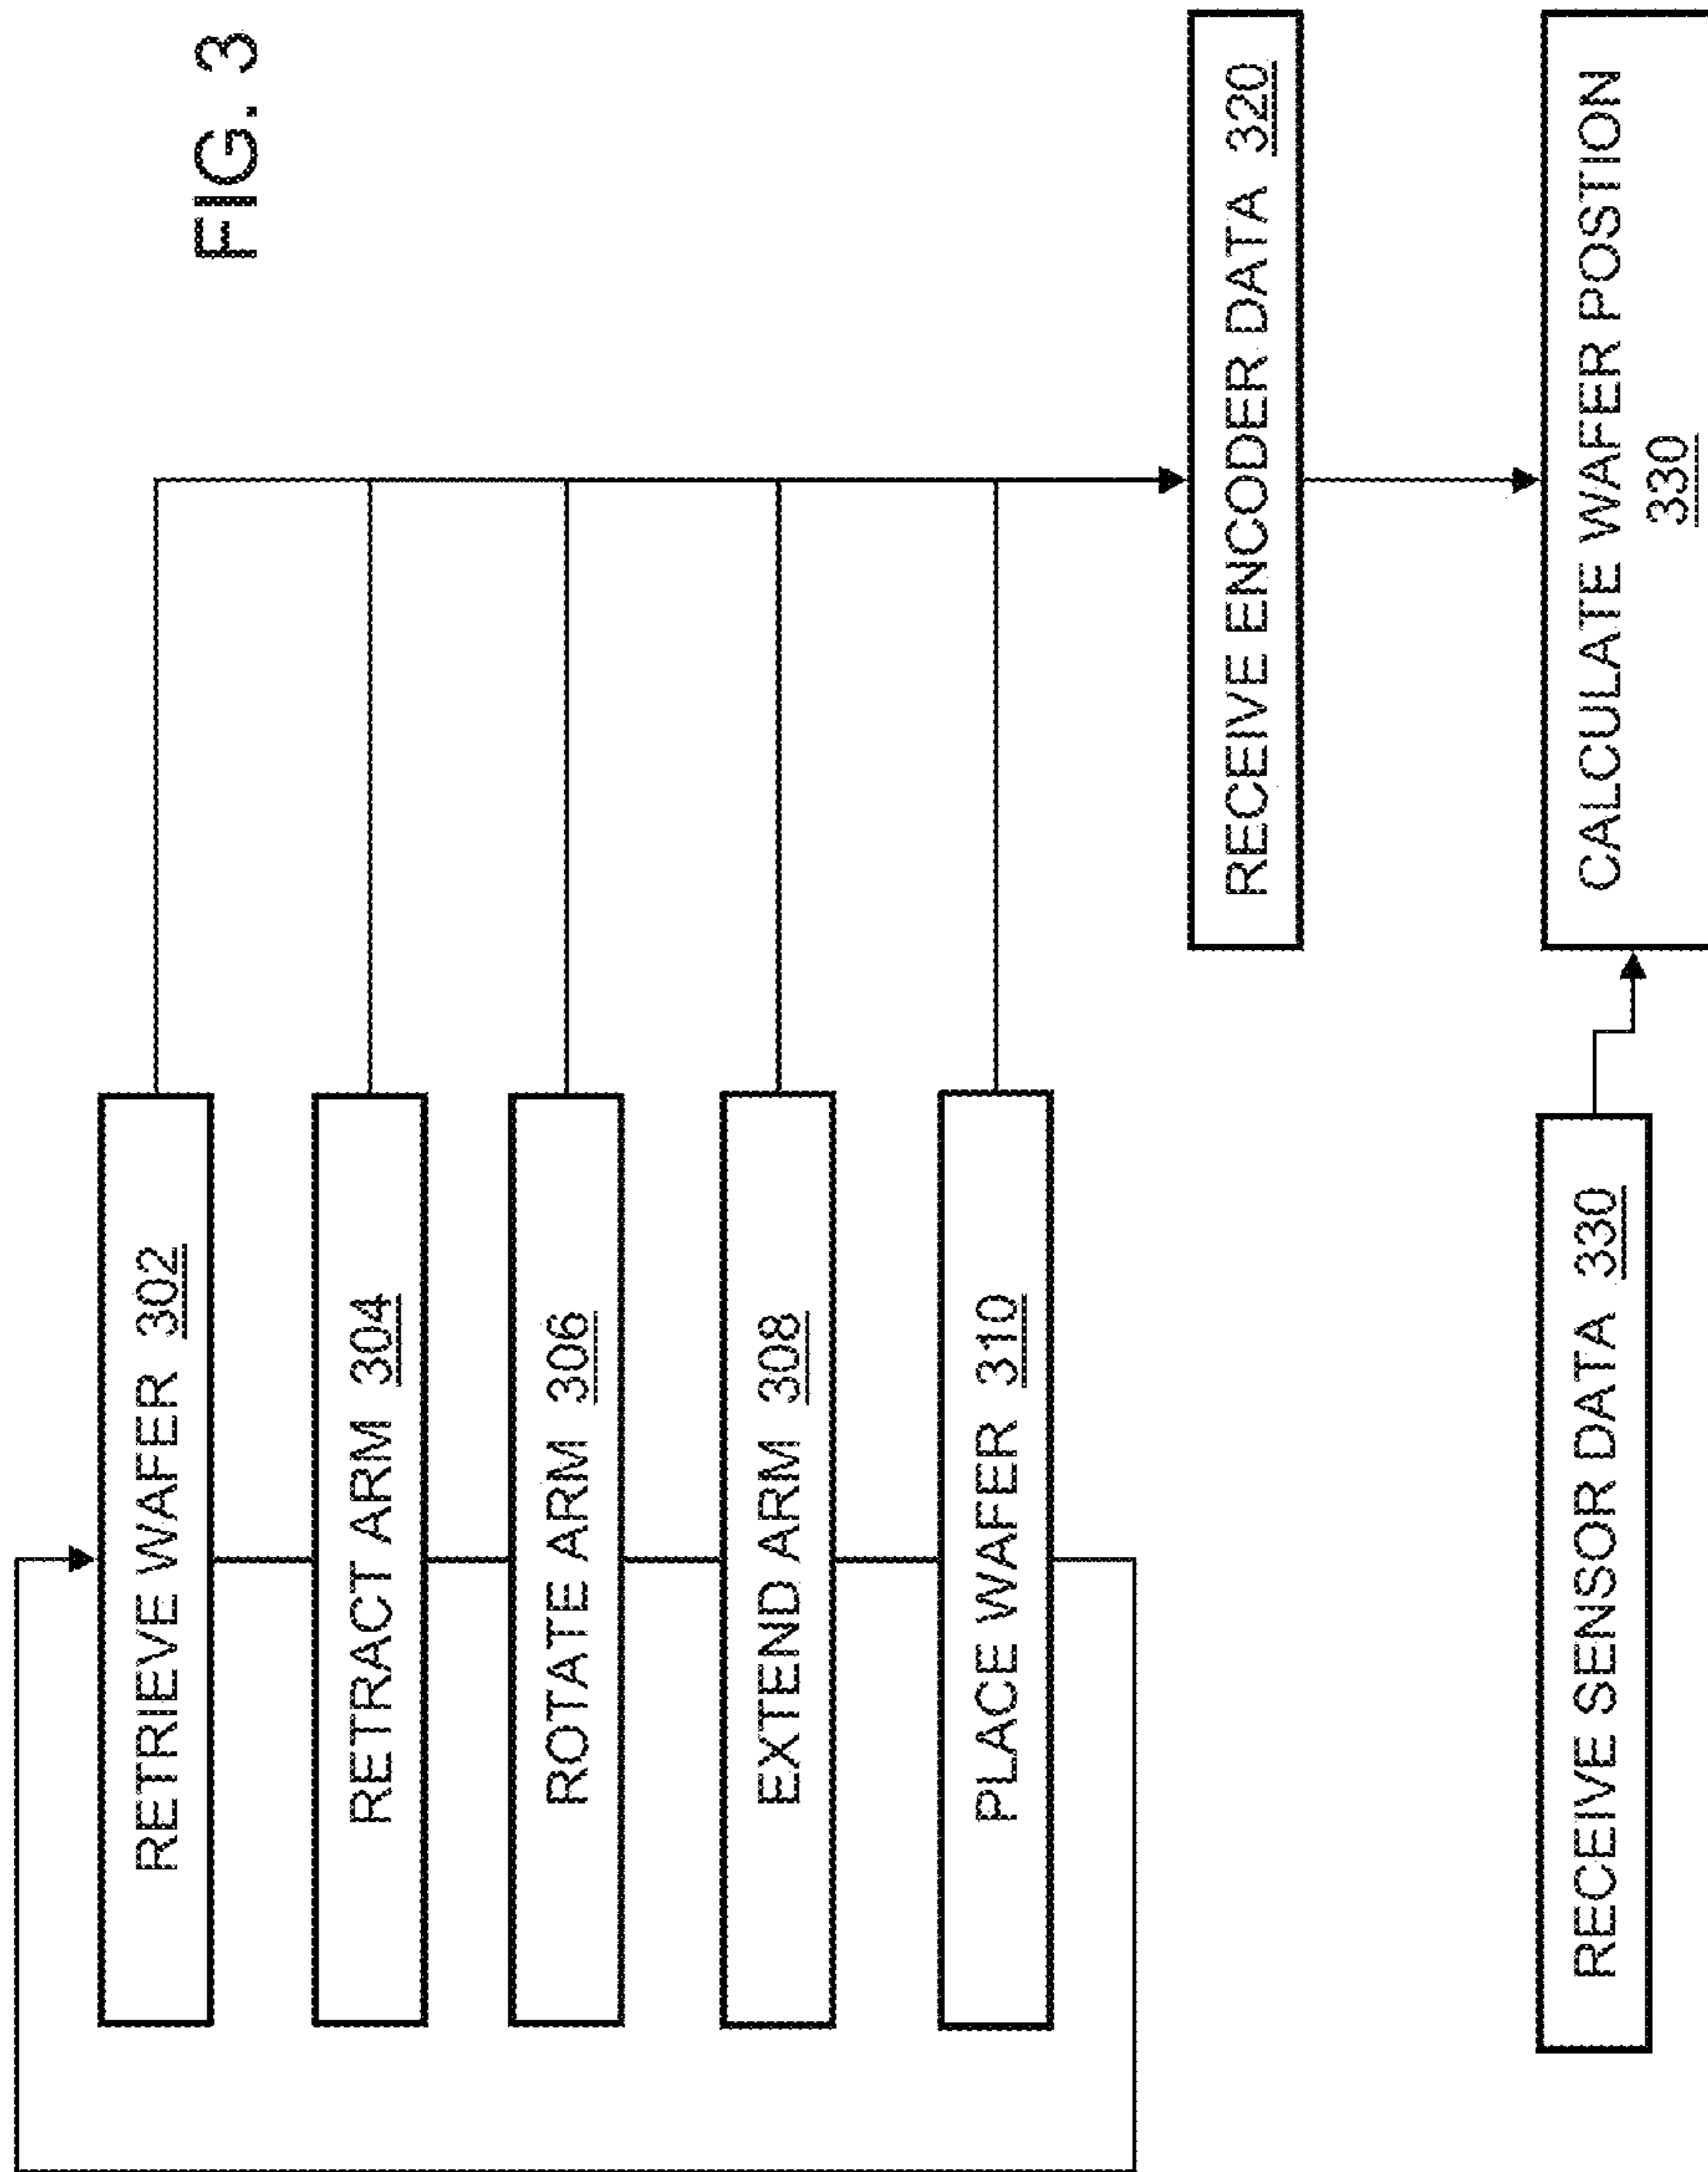 FIG. 3
RETRIEVE WAFER 302
RETRACT ARM 304
ROTATE ARM 306
EXTEND ARM 308
PLACE WAFER 310
RECEIVE ENCODER DATA 320
RECEIVE SENSOR DATA 330
CALCULATE WAFER POSTION
330